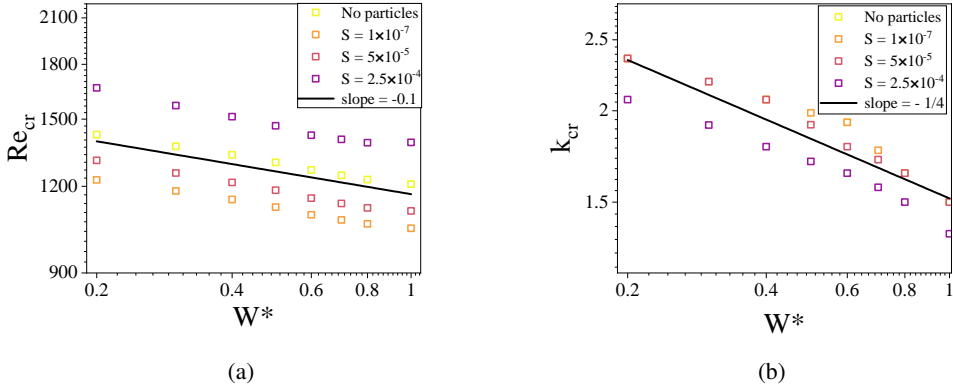 2100
1800
1500
1200
900
Re_cr
No particles
S = 1×10⁻⁷
S = 5×10⁻⁵
S = 2.5×10⁻⁴
slope = -0.1
0.2
0.4
0.6
0.8
1
W*
(a)
2.5
2
1.5
k_cr
No particles
S = 1×10⁻⁷
S = 5×10⁻⁵
S = 2.5×10⁻⁴
slope = - 1/4
0.2
0.4
0.6
0.8
1
W*
(b)